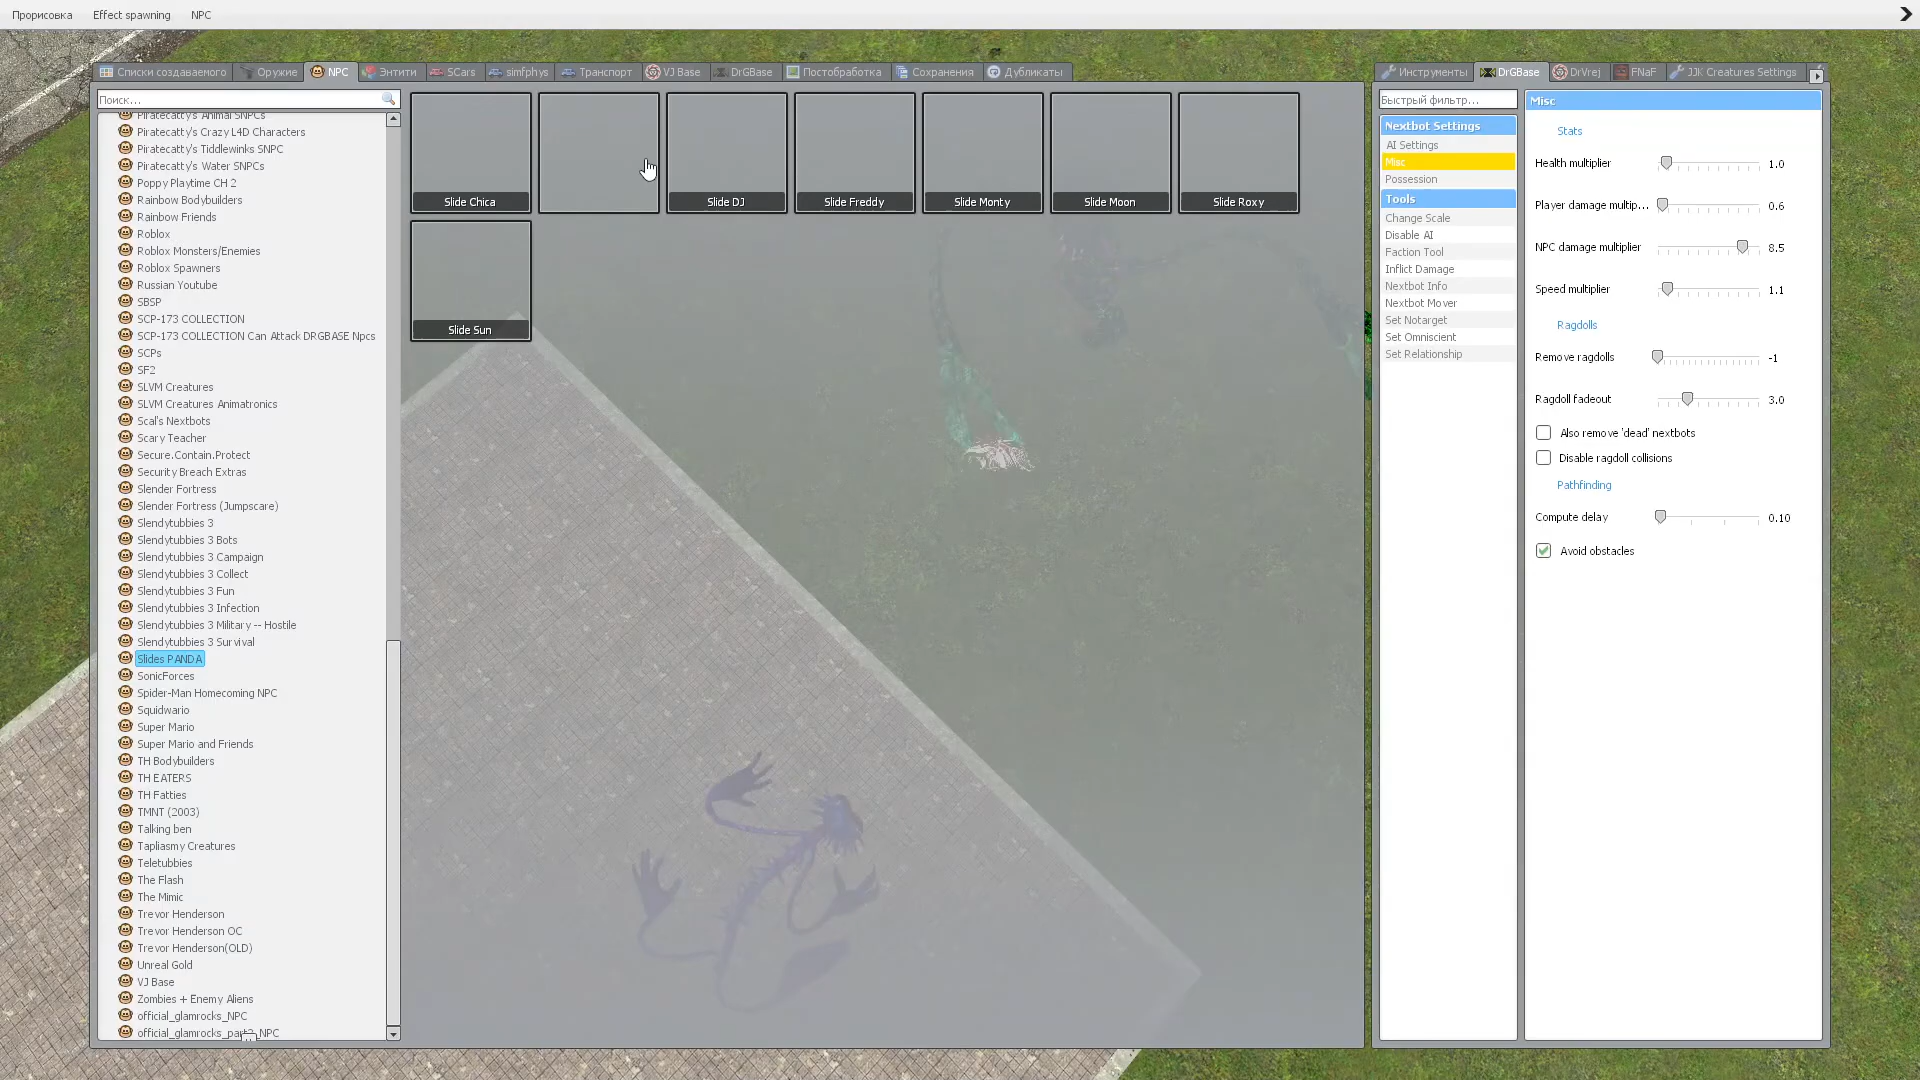 Прорисовка Effect spawning NPC
Списки создаваемого Оружие NPC Энтити SCars simfphys Транспорт VJ Base DrGBase Постобработка Сохранения Дубликаты
Поиск...
Piratecatty's Animal SNPCs
Piratecatty's Crazy L4D Characters
Piratecatty's Tiddlewinks SNPC
Piratecatty's Water SNPCs
Poppy Playtime CH 2
Rainbow Bodybuilders
Rainbow Friends
Roblox
Roblox Monsters/Enemies
Roblox Spawners
Russian Youtube
SBSP
SCP-173 COLLECTION
SCP-173 COLLECTION Can Attack DRGBASE Npcs
SCPs
SF2
SLVM Creatures
SLVM Creatures Animatronics
Scal's Nextbots
Scary Teacher
Secure.Contain.Protect
Security Breach Extras
Slender Fortress
Slender Fortress (Jumpscare)
Slendytubbies 3
Slendytubbies 3 Bots
Slendytubbies 3 Campaign
Slendytubbies 3 Collect
Slendytubbies 3 Fun
Slendytubbies 3 Infection
Slendytubbies 3 Military -- Hostile
Slendytubbies 3 Survival
Slides PANDA
SonicForces
Spider-Man Homecoming NPC
Squidwario
Super Mario
Super Mario and Friends
TH Bodybuilders
TH EATERS
TH Fatties
TMNT (2003)
Talking ben
Tapliasmy Creatures
Teletubbies
The Flash
The Mimic
Trevor Henderson
Trevor Henderson OC
Trevor Henderson(OLD)
Unreal Gold
VJ Base
Zombies + Enemy Aliens
official_glamrocks_NPC
official_glamrocks_part2_NPC
Slide Chica Slide DJ Slide Freddy Slide Monty Slide Moon Slide Roxy
Slide Sun
Инструменты DrGBase DrVrej FNaF JJK Creatures Settings
Быстрый фильтр...
Nextbot Settings
AI Settings
Misc
Possession
Tools
Change Scale
Disable AI
Faction Tool
Inflict Damage
Nextbot Info
Nextbot Mover
Set Notarget
Set Omniscient
Set Relationship
Misc
Stats
Health multiplier 1.0
Player damage multip... 0.6
NPC damage multiplier 8.5
Speed multiplier 1.1
Ragdolls
Remove ragdolls -1
Ragdoll fadeout 3.0
Also remove 'dead' nextbots
Disable ragdoll collisions
Pathfinding
Compute delay 0.10
Avoid obstacles